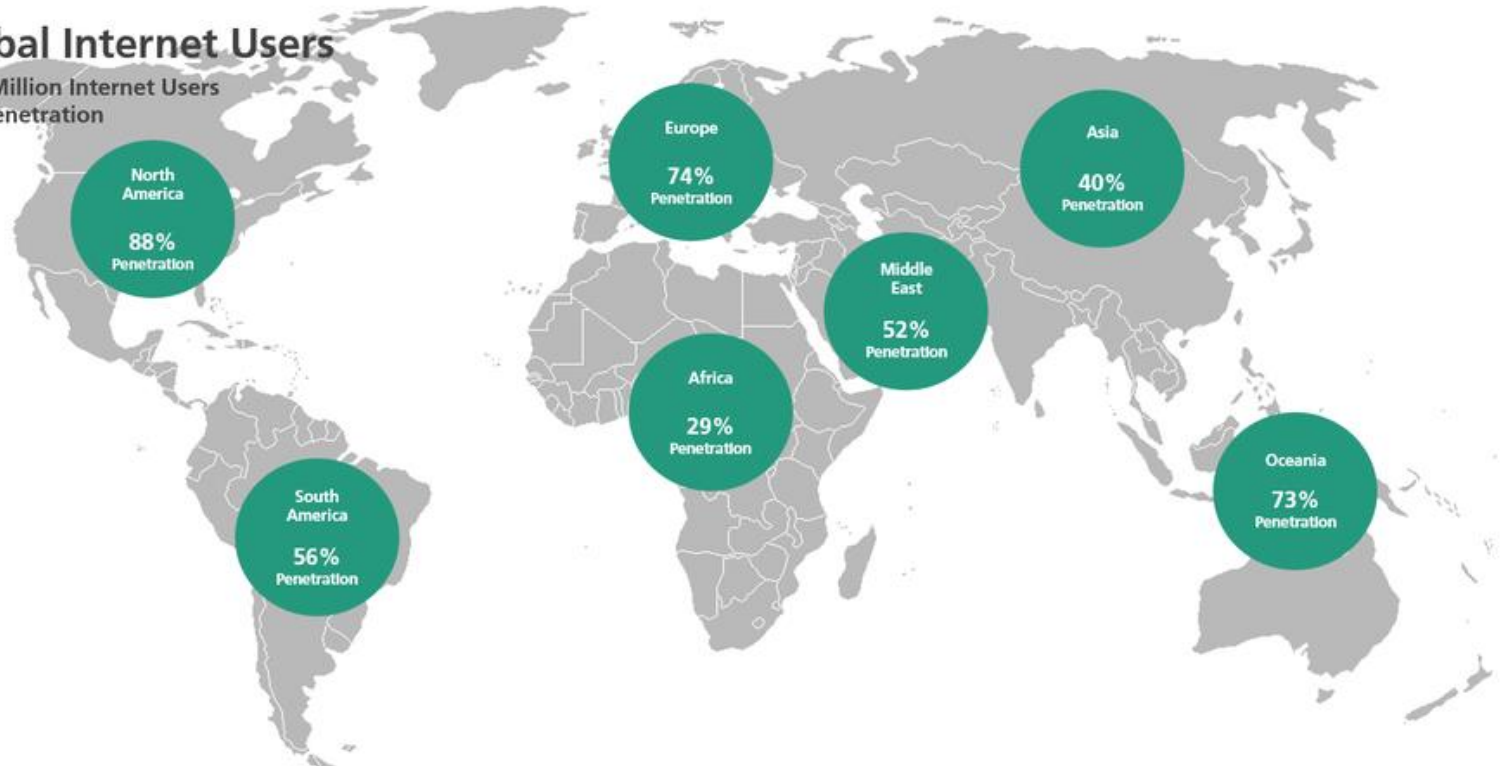 bal Internet Users
Million Internet Users
enetration
North
America
88%
Penetration
Europe
74%
Penetration
Asia
40%
Penetration
Middle
East
52%
Penetration
Africa
29%
Penetration
South
America
56%
Penetration
Oceania
73%
Penetration